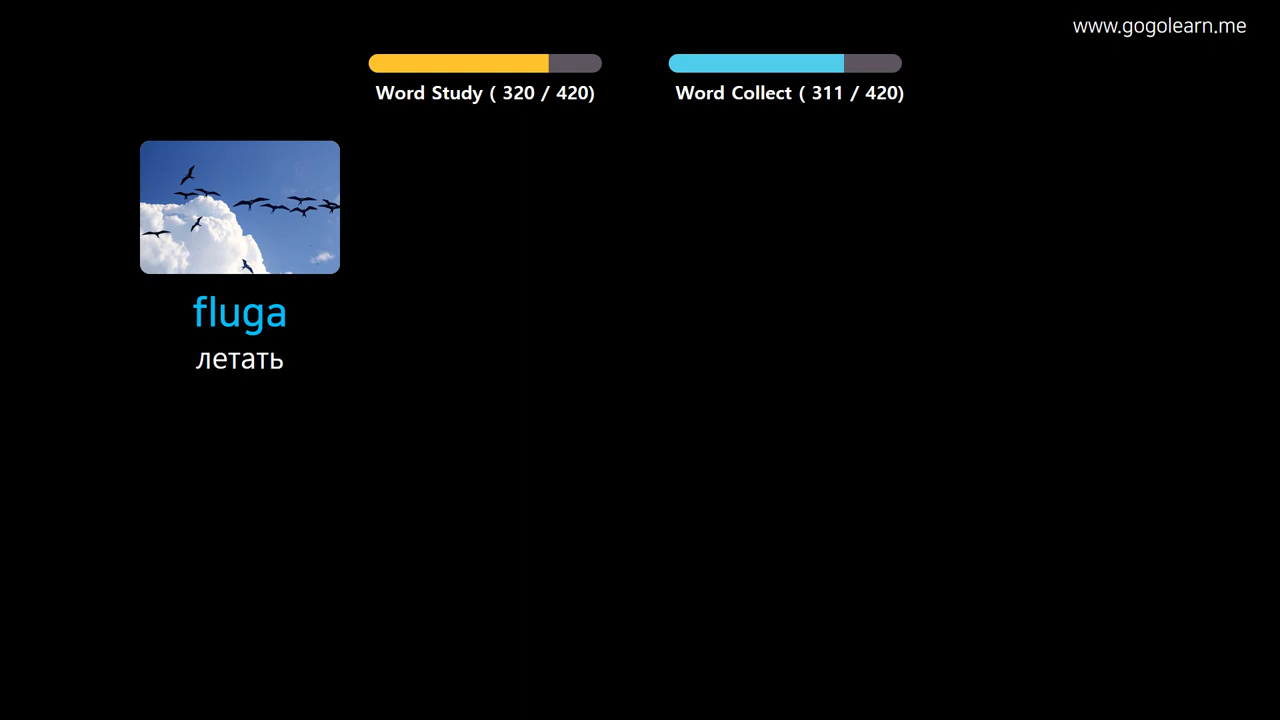 www.gogolearn.me
Word Study ( 320 / 420)
Word Collect ( 311 / 420)
fluga
летать